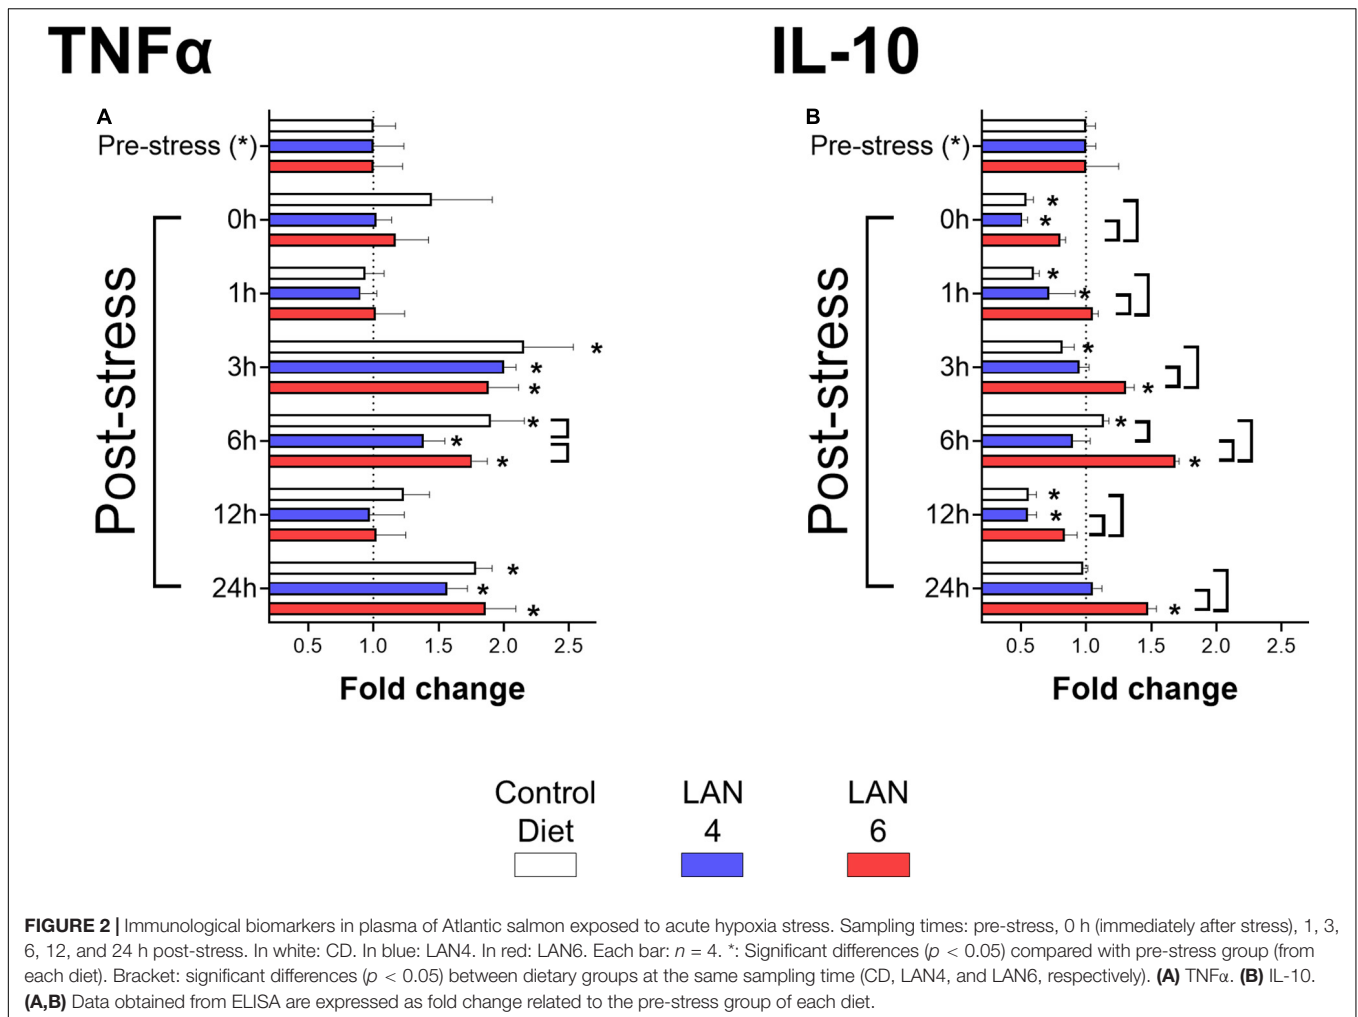 TNFα
IL-10
A
Pre-stress (*)
0h
1h
3h
6h
12h
24h
Post-stress
*
*
*
*
*
*
*
*
*
0.5 1.0 1.5 2.0 2.5
Fold change
B
Pre-stress (*)
0h
1h
3h
6h
12h
24h
Post-stress
*
*
*
*
*
*
*
*
*
*
*
0.5 1.0 1.5 2.0 2.5
Fold change
Control
Diet
LAN
4
LAN
6
FIGURE 2 | Immunological biomarkers in plasma of Atlantic salmon exposed to acute hypoxia stress. Sampling times: pre-stress, 0 h (immediately after stress), 1, 3,
6, 12, and 24 h post-stress. In white: CD. In blue: LAN4. In red: LAN6. Each bar: n = 4. *: Significant differences (p < 0.05) compared with pre-stress group (from
each diet). Bracket: significant differences (p < 0.05) between dietary groups at the same sampling time (CD, LAN4, and LAN6, respectively). (A) TNFα. (B) IL-10.
(A,B) Data obtained from ELISA are expressed as fold change related to the pre-stress group of each diet.